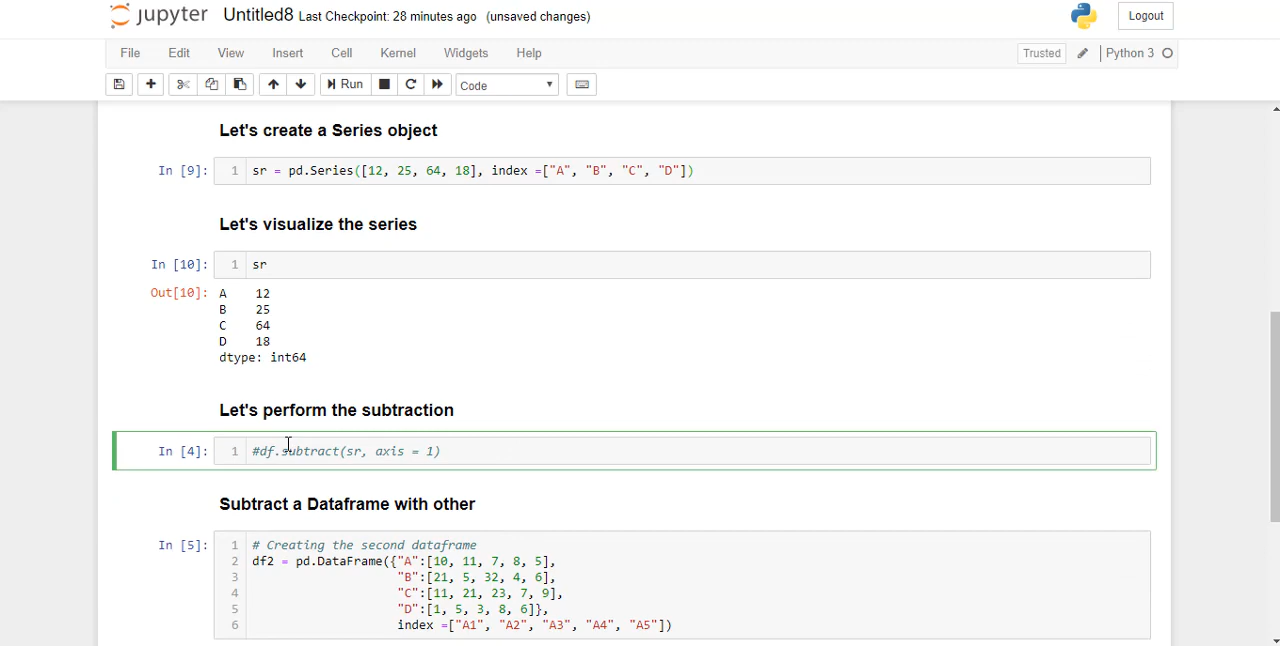 jupyter Untitled8 Last Checkpoint: 28 minutes ago (unsaved changes) Logout
File Edit View Insert Cell Kernel Widgets Help Trusted Python 3
Run Code
Let's create a Series object
In [9]: 1 sr = pd.Series([12, 25, 64, 18], index =["A", "B", "C", "D"])
Let's visualize the series
In [10]: 1 sr
Out[10]: A 12
B 25
C 64
D 18
dtype: int64
Let's perform the subtraction
In [4]: 1 #df.subtract(sr, axis = 1)
Subtract a Dataframe with other
In [5]: 1 # Creating the second dataframe
2 df2 = pd.DataFrame({"A":[10, 11, 7, 8, 5],
3 "B":[21, 5, 32, 4, 6],
4 "C":[11, 21, 23, 7, 9],
5 "D":[1, 5, 3, 8, 6]},
6 index =["A1", "A2", "A3", "A4", "A5"])